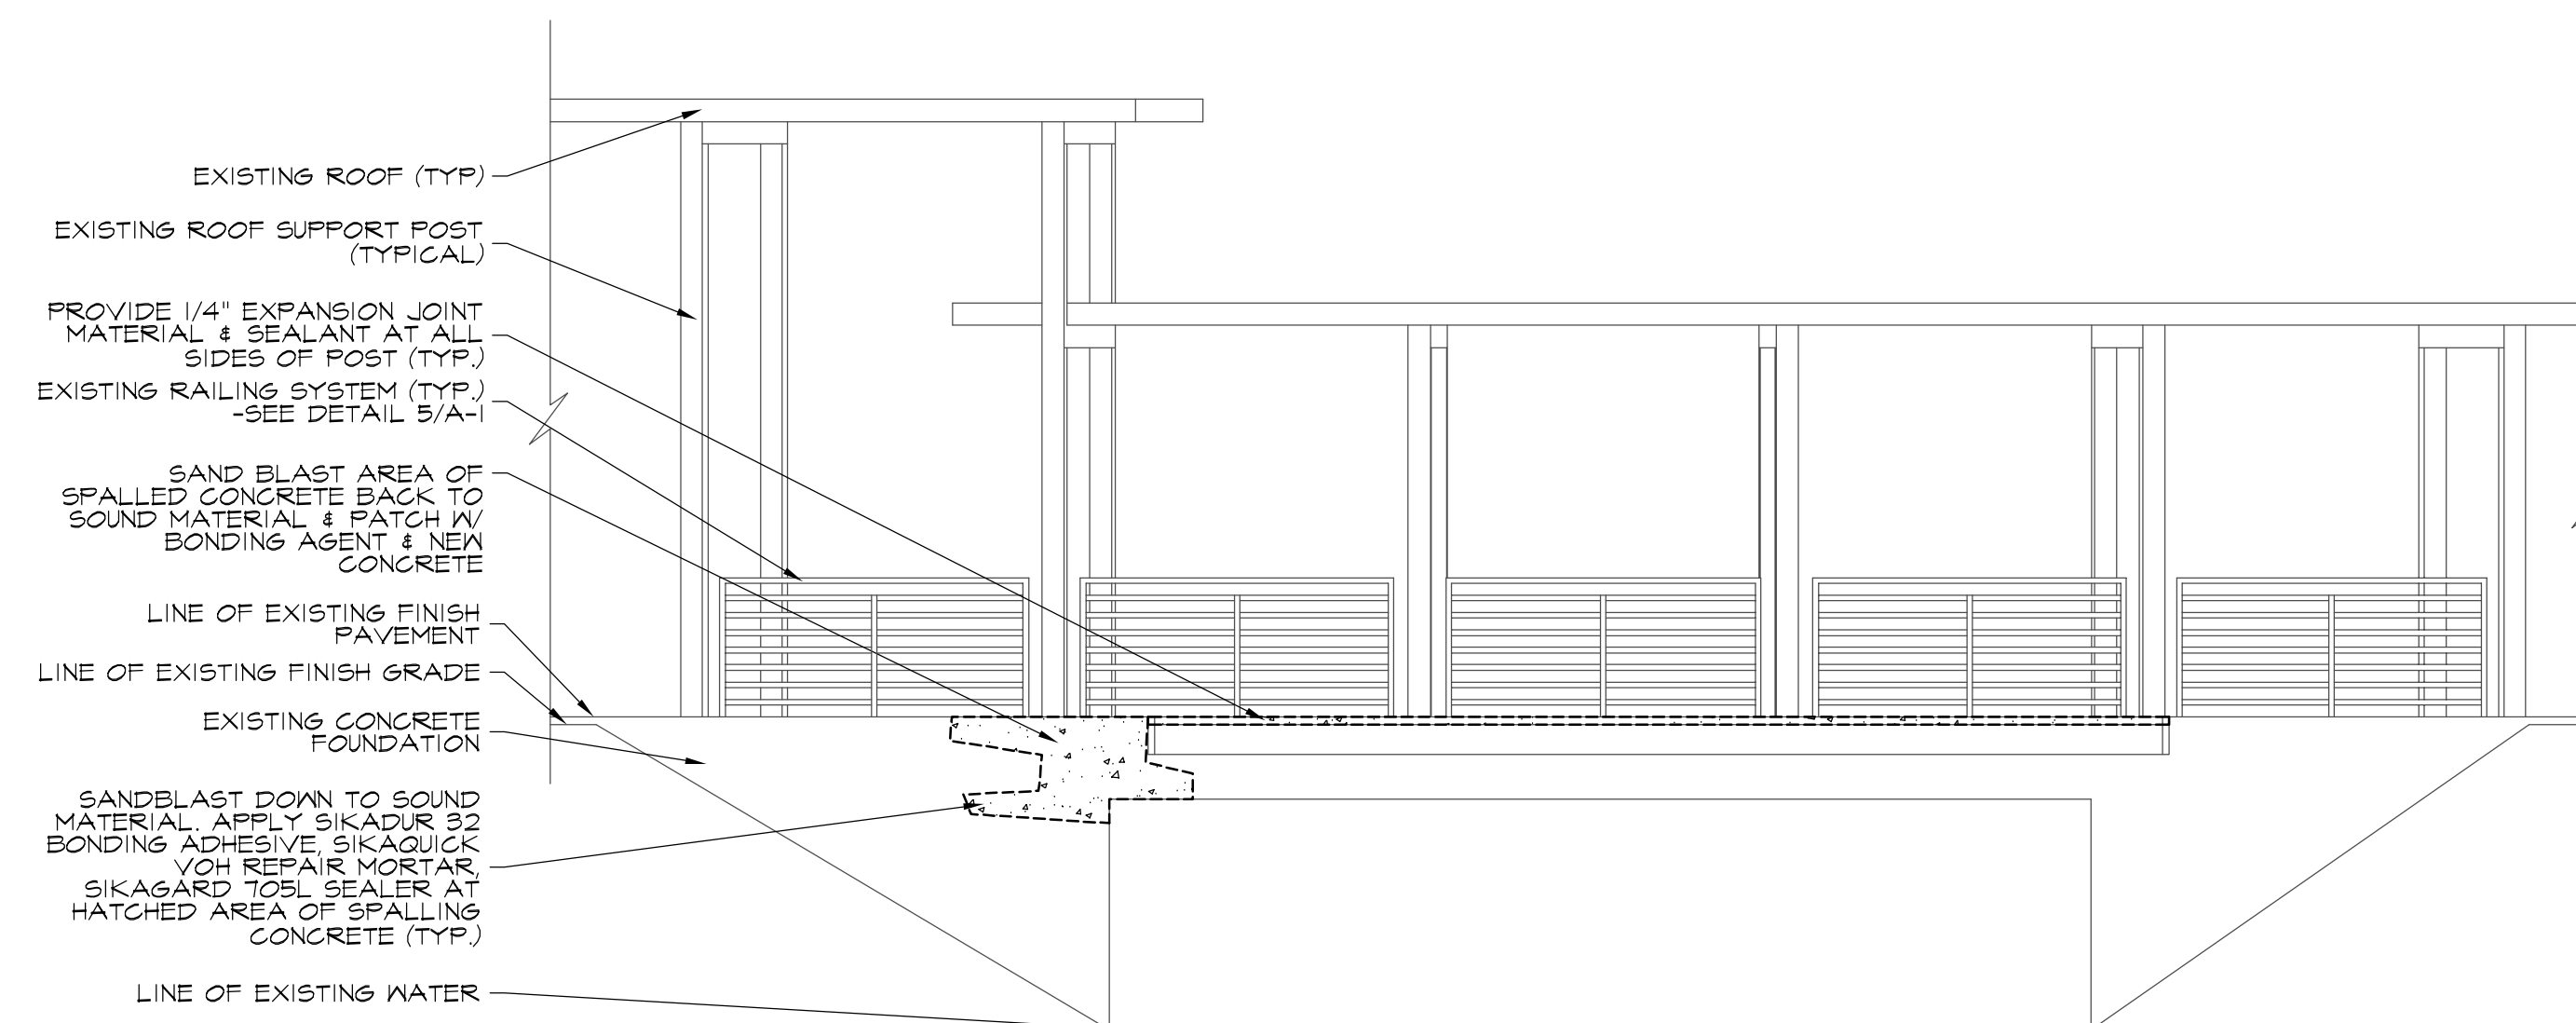 EXISTING ROOF (TYP)
EXISTING ROOF SUPPORT POST
(TYPICAL)
PROVIDE 1/4" EXPANSION JOINT
MATERIAL & SEALANT AT ALL
SIDES OF POST (TYP.)
EXISTING RAILING SYSTEM (TYP.)
-SEE DETAIL 5/A-1
SAND BLAST AREA OF
SPALLED CONCRETE BACK TO
SOUND MATERIAL & PATCH W/
BONDING AGENT & NEW
CONCRETE
LINE OF EXISTING FINISH
PAVEMENT
LINE OF EXISTING FINISH GRADE
EXISTING CONCRETE
FOUNDATION
SANDBLAST DOWN TO SOUND
MATERIAL. APPLY SIKADUR 32
BONDING ADHESIVE, SIKAQUICK
VOH REPAIR MORTAR,
SIKAGARD 705L SEALER AT
HATCHED AREA OF SPALLING
CONCRETE (TYP.)
LINE OF EXISTING WATER